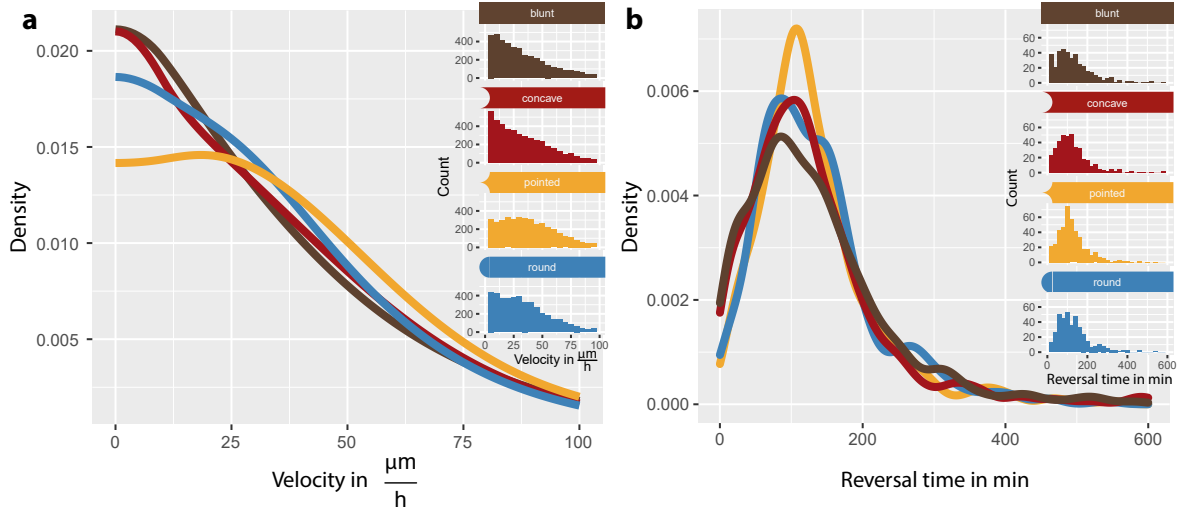 a
Density
0.020
0.015
0.010
0.005
0
25
50
75
100
Velocity in μm/h
Count
blunt
400
200
0
concave
400
200
0
pointed
400
200
0
round
400
200
0
0 25 50 75 100
Velocity in μm/h
b
Density
0.006
0.004
0.002
0.000
0
200
400
600
Reversal time in min
Count
blunt
60
40
20
0
concave
60
40
20
0
pointed
60
40
20
0
round
60
40
20
0
0 200 400 600
Reversal time in min